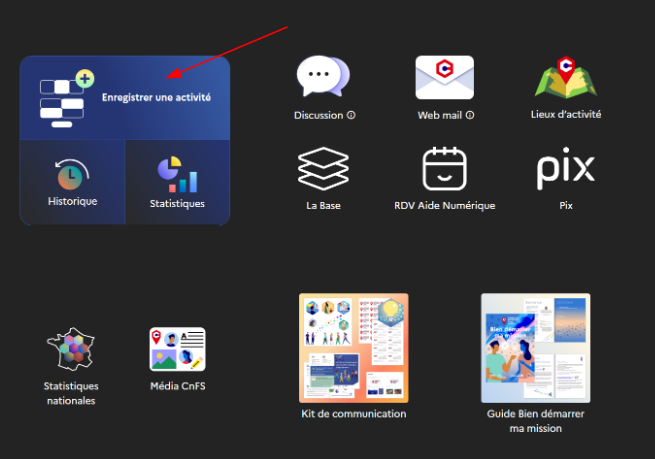 Enregistrer une activité
Historique
Statistiques
Discussion
Web mail
Lieux d'activité
La Base
RDV Aide Numérique
pix
Pix
Statistiques
nationales
Média CnFS
Kit de communication
Bien démarrer
ma mission
Guide Bien démarrer
ma mission